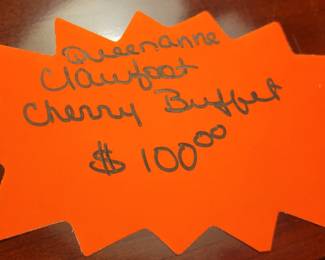 Queenanne
Clawfoot
Cherry Buffet
$ 100.00